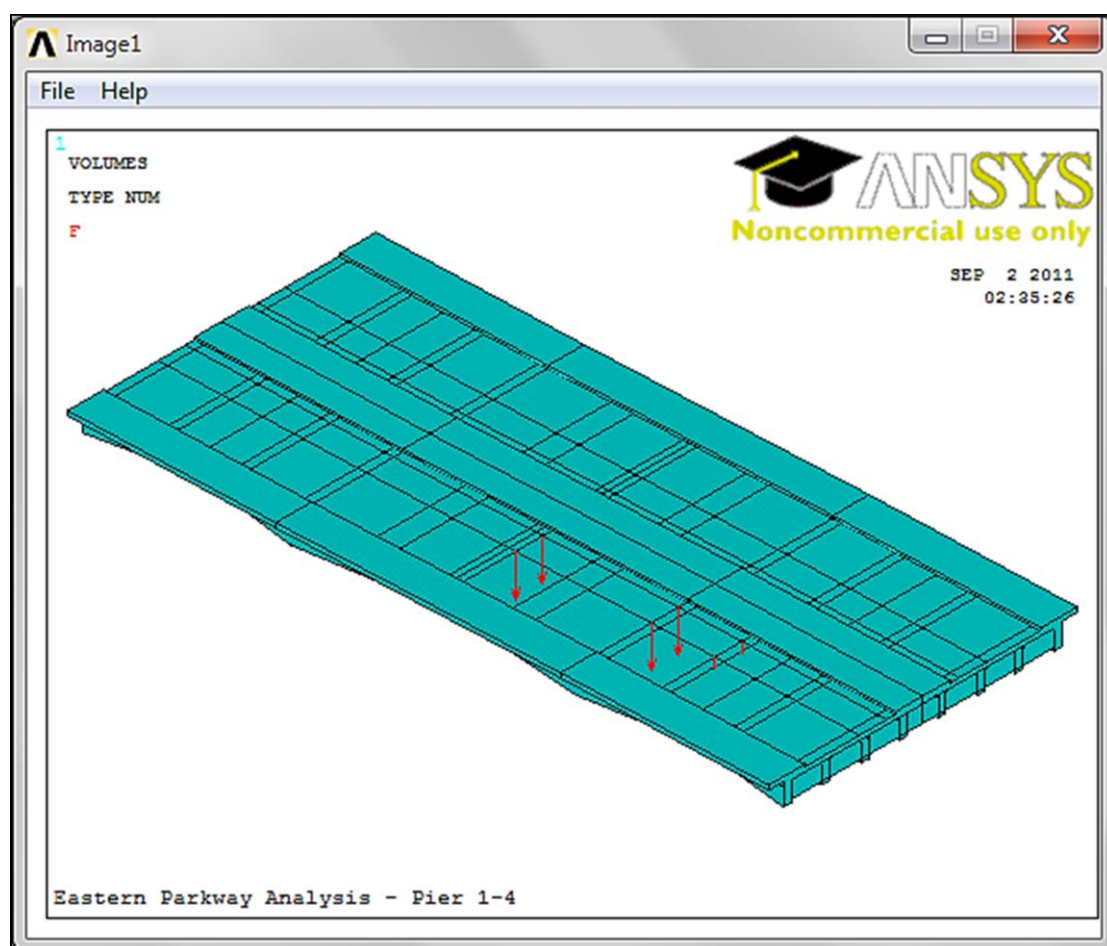 Image1
File Help
1
VOLUMES
TYPE NUM
F
ANSYS
Noncommercial use only
SEP 2 2011
02:35:26
Eastern Parkway Analysis - Pier 1-4